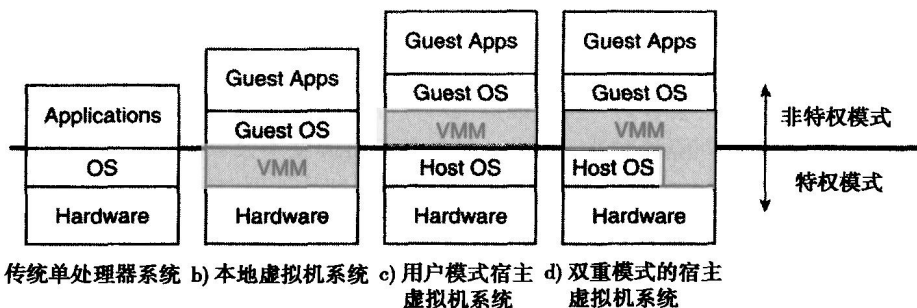 Applications
OS
Hardware
Guest Apps
Guest OS
VMM
Hardware
Guest Apps
Guest OS
VMM
Host OS
Hardware
Guest Apps
Guest OS
VMM
Host OS
Hardware
非特权模式
特权模式
传统单处理器系统
b) 本地虚拟机系统
c) 用户模式宿主
虚拟机系统
d) 双重模式的宿主
虚拟机系统